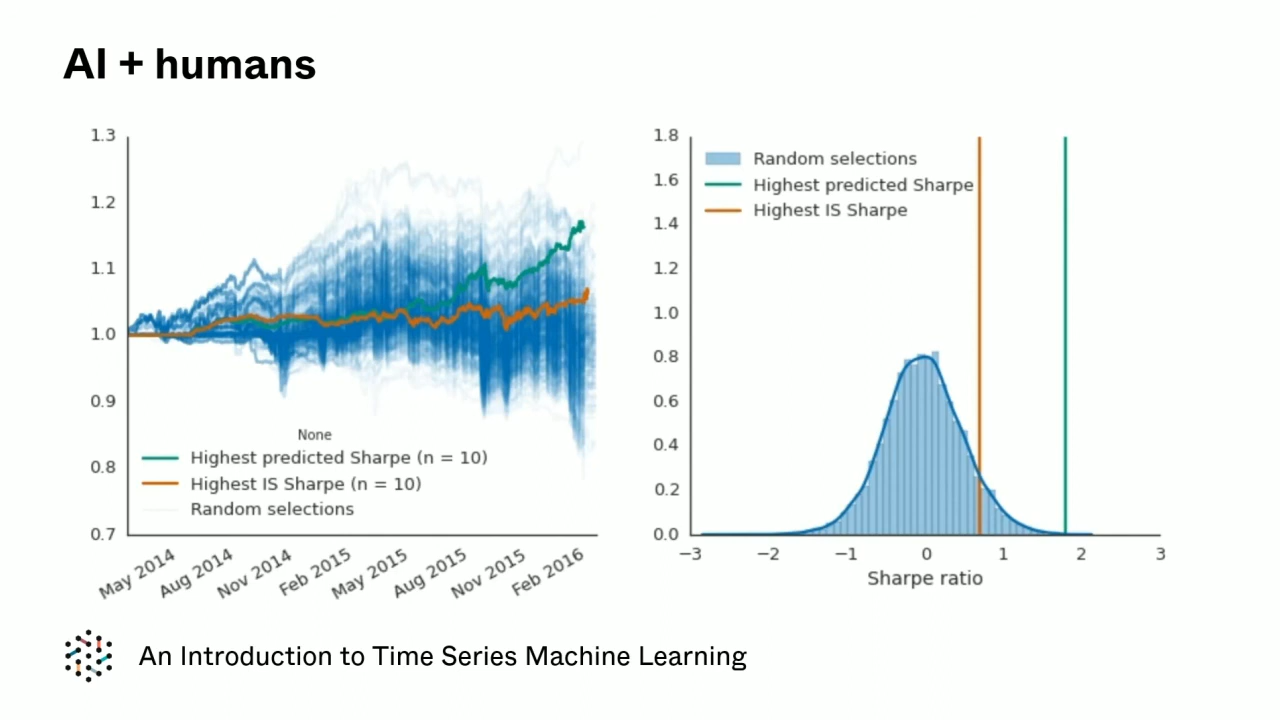 AI + humans
1.3
1.2
1.1
1.0
0.9
0.8
0.7
None
Highest predicted Sharpe (n = 10)
Highest IS Sharpe (n = 10)
Random selections
May 2014
Aug 2014
Nov 2014
Feb 2015
May 2015
Aug 2015
Nov 2015
Feb 2016
1.8
1.6
1.4
1.2
1.0
0.8
0.6
0.4
0.2
0.0
Random selections
Highest predicted Sharpe
Highest IS Sharpe
−3
−2
−1
0
1
2
3
Sharpe ratio
An Introduction to Time Series Machine Learning